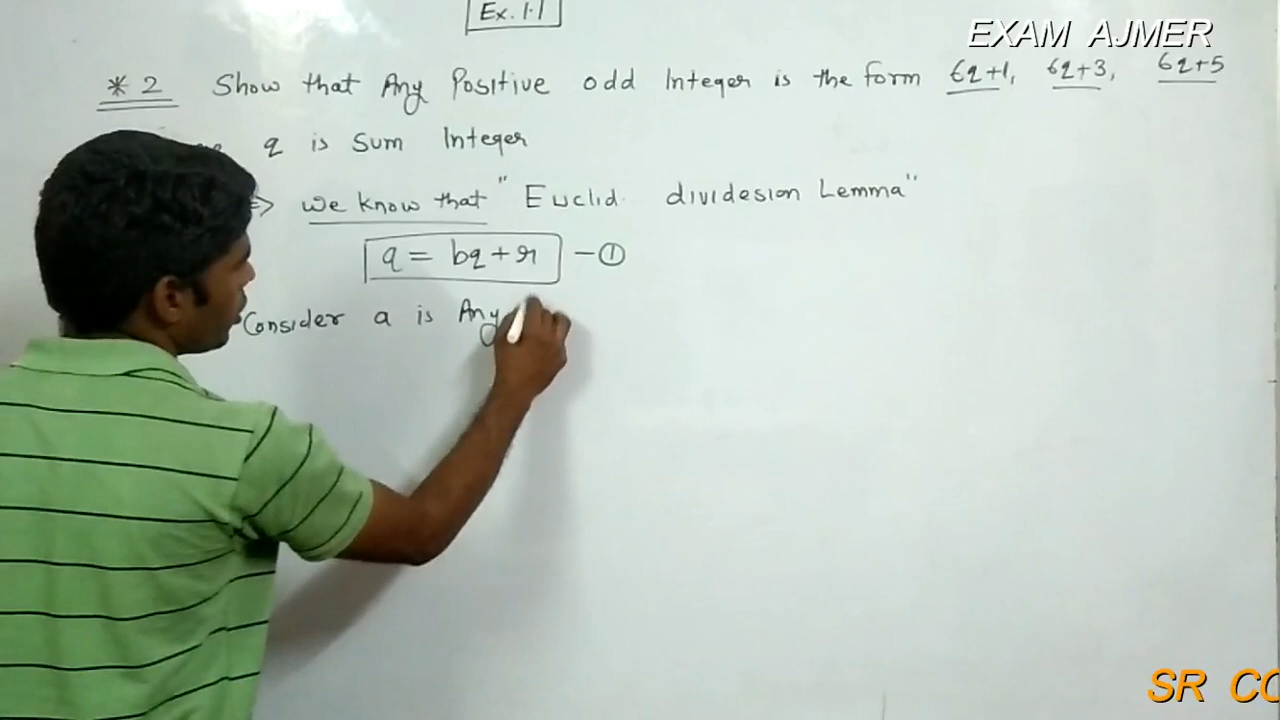 Ex. 1.1
EXAM AJMER
* 2 Show that Any Positive odd Integer is the form 6q+1, 6q+3, 6q+5
q is Sum Integer
=> we know that "Euclid dividesion Lemma"
a = bq+r - ①
Consider a is Any
SR CO